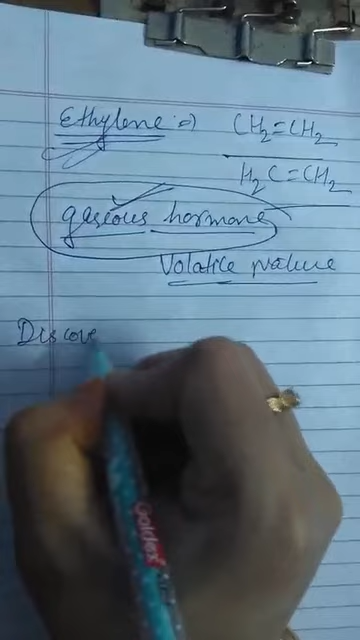 Ethylene ⇒ CH₂=CH₂
H₂C=CH₂
gaseous hormone
Volatile nature
Discove
Goldex